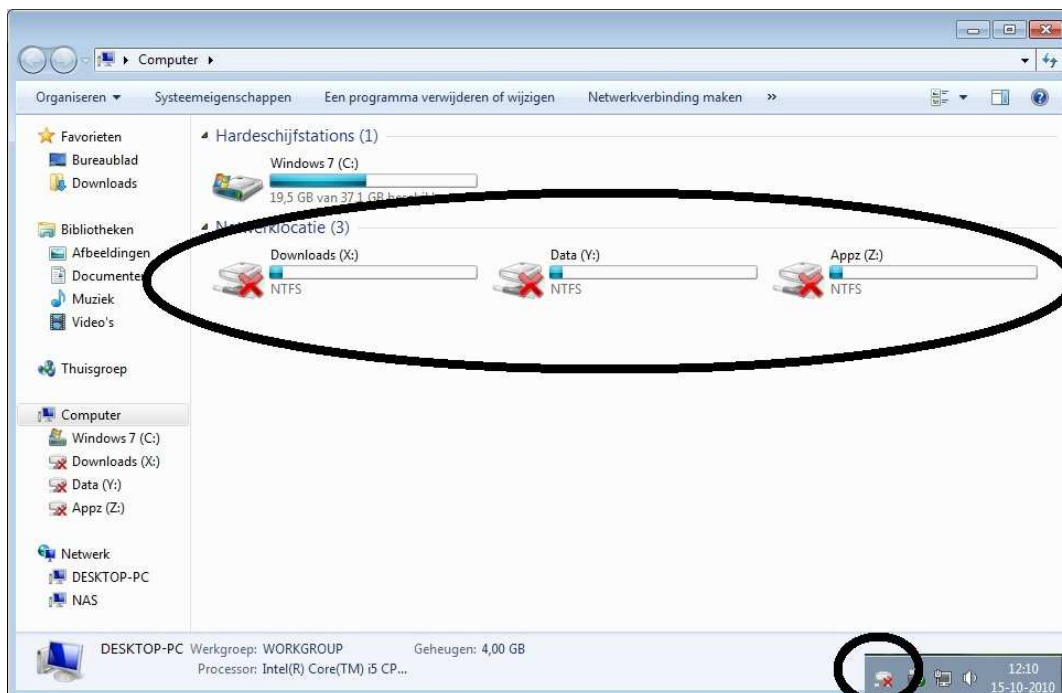 Computer
Organiseren Systeemeigenschappen Een programma verwijderen of wijzigen Netwerkverbinding maken »
Favorieten
Bureaublad
Downloads
Bibliotheken
Afbeeldingen
Documenten
Muziek
Video's
Thuisgroep
Computer
Windows 7 (C:)
Downloads (X:)
Data (Y:)
Appz (Z:)
Netwerk
DESKTOP-PC
NAS
Hardeschijfstations (1)
Windows 7 (C:)
19,5 GB van 37,1 GB
Netwerklocatie (3)
Downloads (X:)
NTFS
Data (Y:)
NTFS
Appz (Z:)
NTFS
DESKTOP-PC Werkgroep: WORKGROUP Geheugen: 4,00 GB
Processor: Intel(R) Core(TM) i5 CP...
12:10
15-10-2010